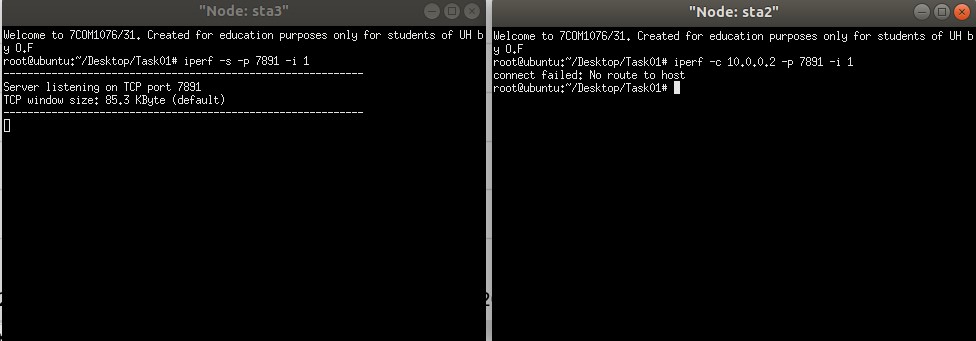 "Node: sta3"
Welcome to 7COM1076/31. Created for education purposes only for students of UH b
y O.F
root@ubuntu:~/Desktop/Task01# iperf -s -p 7891 -i 1
------------------------------------------------------------
Server listening on TCP port 7891
TCP window size: 85.3 KByte (default)
------------------------------------------------------------
"Node: sta2"
Welcome to 7COM1076/31. Created for education purposes only for students of UH b
y O.F
root@ubuntu:~/Desktop/Task01# iperf -c 10.0.0.2 -p 7891 -i 1
connect failed: No route to host
root@ubuntu:~/Desktop/Task01#